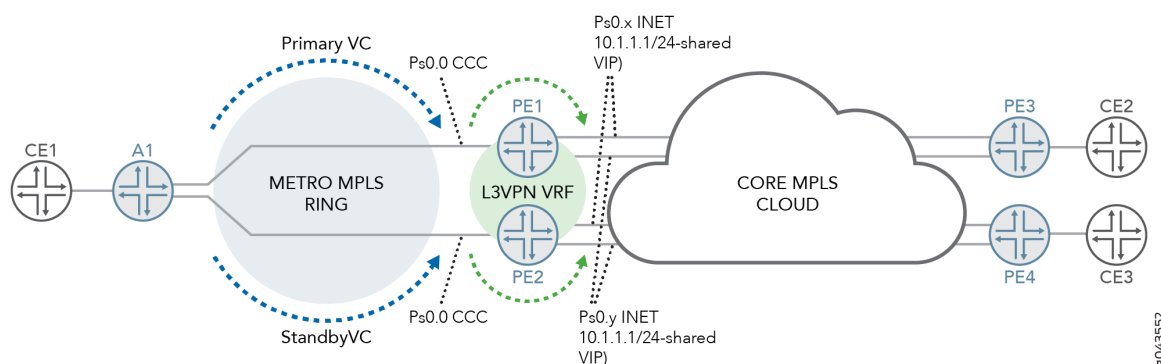 Ps0.x INET
10.1.1.1/24-shared
VIP)
Primary VC
Ps0.0 CCC
PE1
PE3
CE2
CE1
A1
METRO MPLS
RING
L3VPN VRF
CORE MPLS
CLOUD
PE2
PE4
CE3
Ps0.0 CCC
Ps0.y INET
10.1.1.1/24-shared
VIP)
StandbyVC
g043552